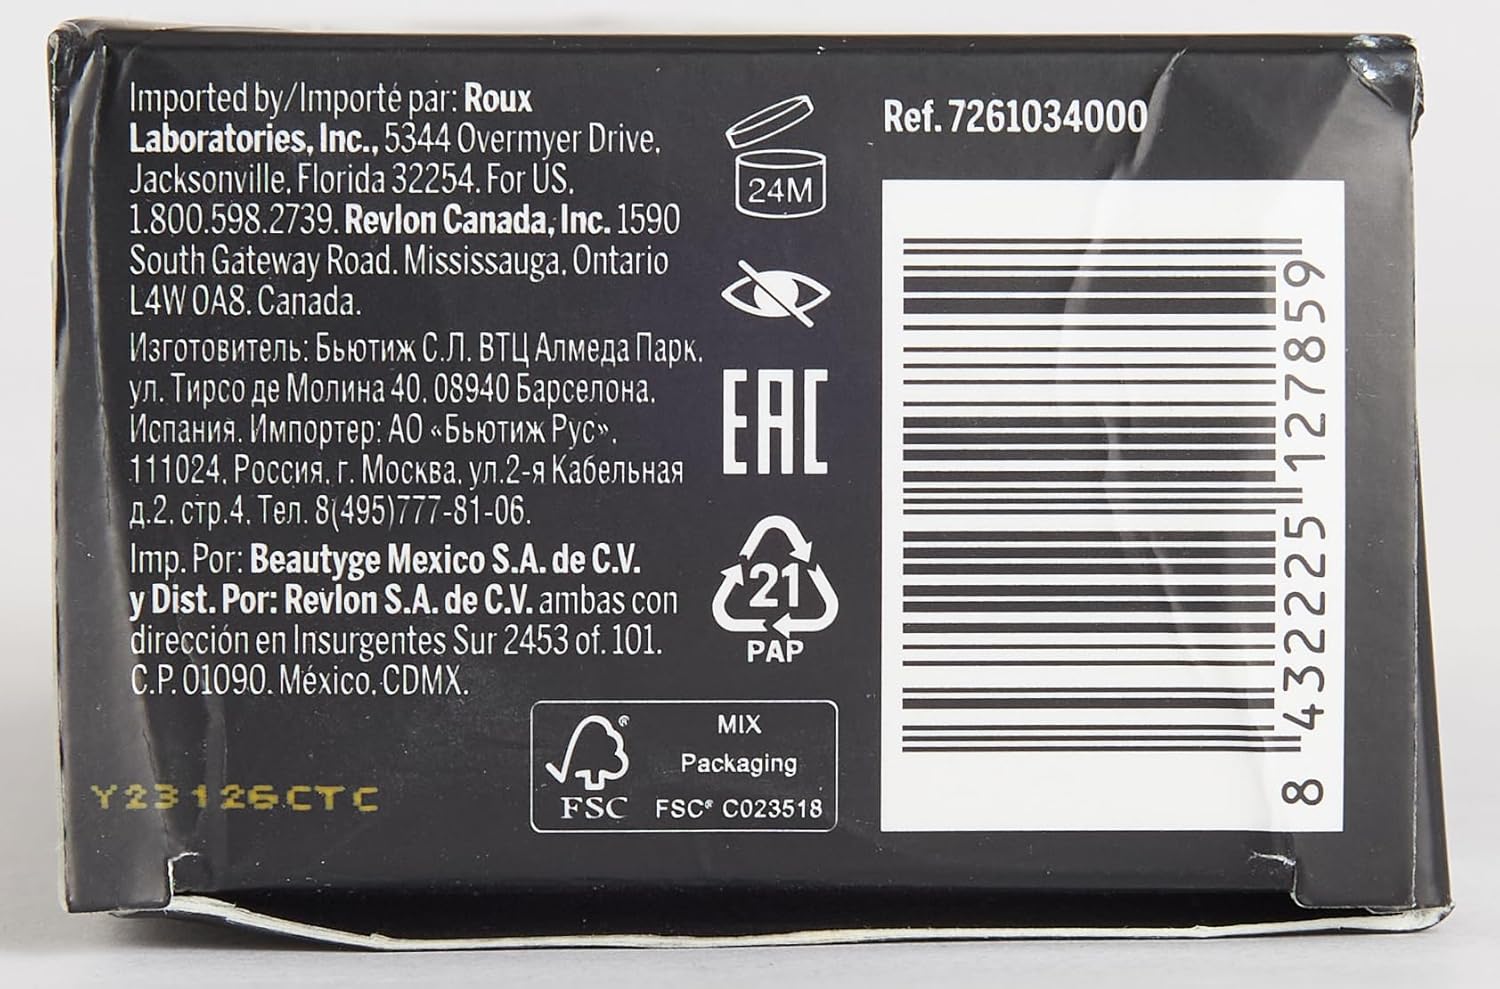 Imported by/Importé par: Roux
Laboratories, Inc., 5344 Overmyer Drive,
Jacksonville, Florida 32254. For US,
1.800.598.2739. Revlon Canada, Inc. 1590
South Gateway Road. Mississauga, Ontario
L4W 0A8. Canada.
Изготовитель: Бьютиж С.Л. ВТЦ Алмеда Парк,
ул. Тирсо де Молина 40, 08940 Барселона,
Испания. Импортер: АО «Бьютиж Рус»,
111024, Россия, г. Москва, ул.2-я Кабельная
д.2, стр.4, Тел. 8(495)777-81-06.
Imp. Por: Beautyge Mexico S.A. de C.V.
y Dist. Por: Revlon S.A. de C.V. ambas con
dirección en Insurgentes Sur 2453 of. 101.
C.P. 01090. México, CDMX.
Y23126CTC
24M
EAC
21
PAP
FSC®
MIX
Packaging
FSC® C023518
Ref. 7261034000
8 432225 127859